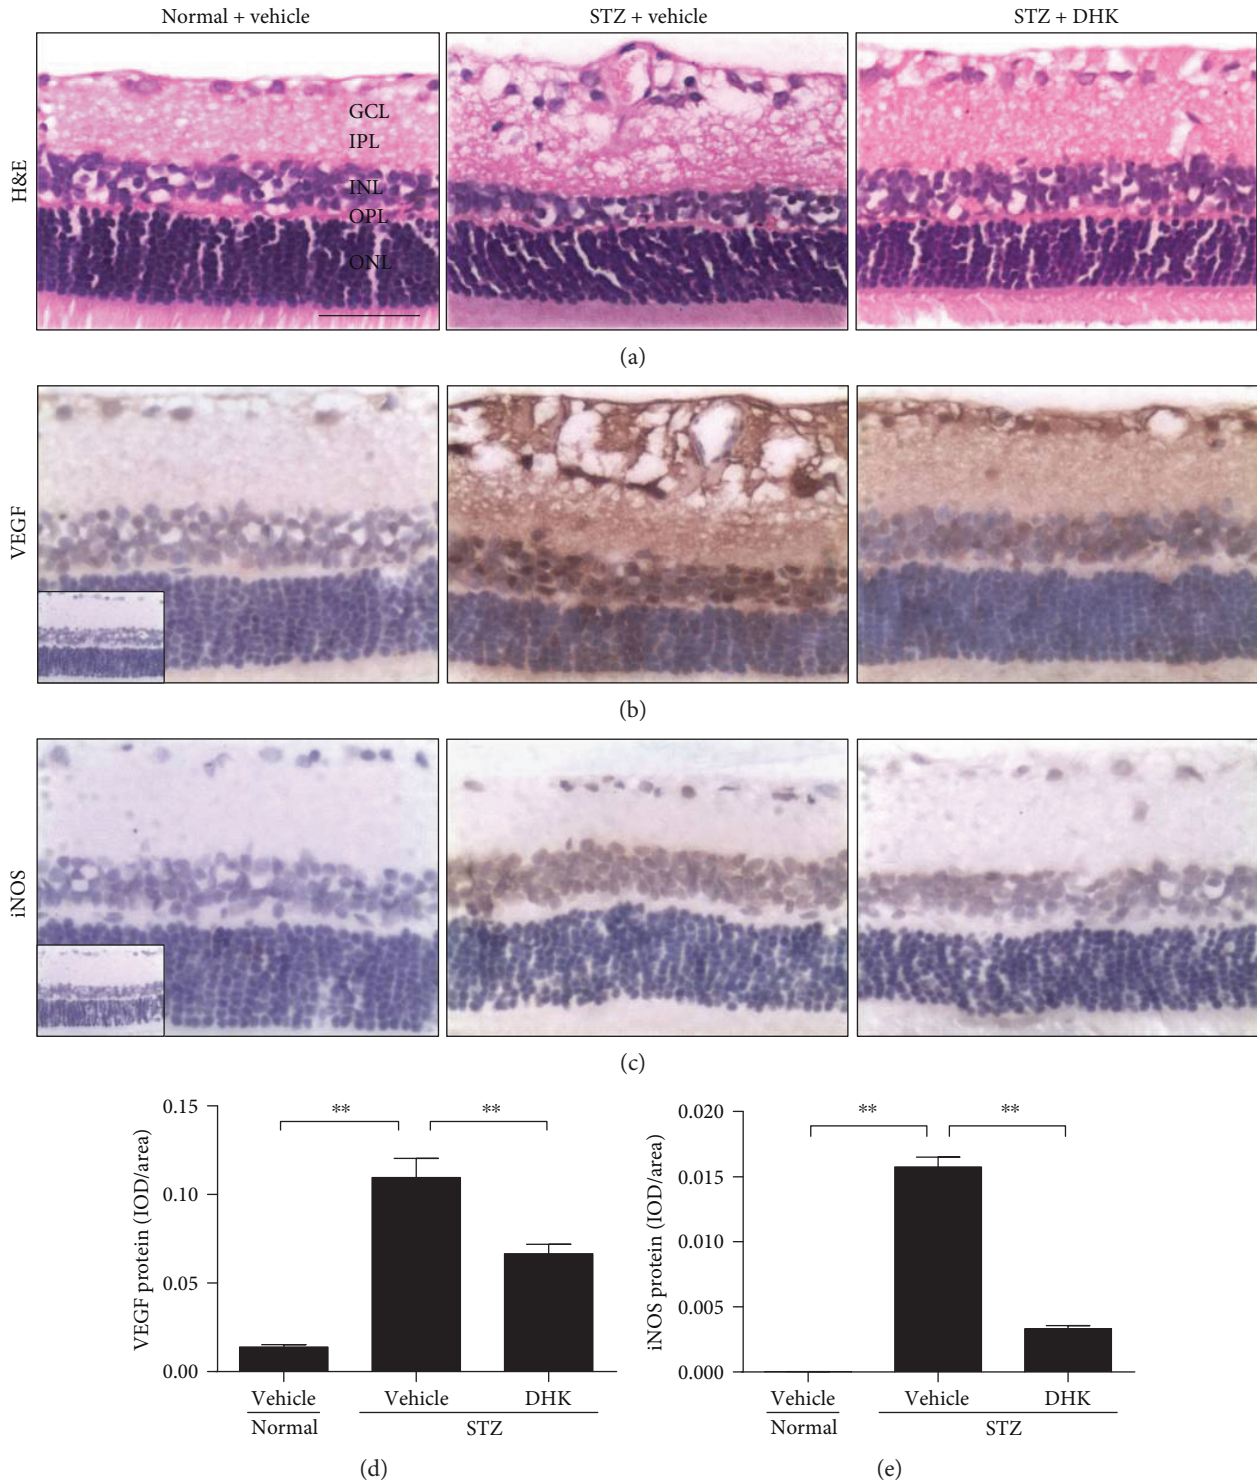 Normal + vehicle STZ + vehicle STZ + DHK
H&E
GCL
IPL
INL
OPL
ONL
(a)
VEGF
(b)
iNOS
(c)
VEGF protein (IOD/area)
0.15
0.10
0.05
0.00
** **
Vehicle Vehicle DHK
Normal STZ
(d)
iNOS protein (IOD/area)
0.020
0.015
0.010
0.005
0.000
** **
Vehicle Vehicle DHK
Normal STZ
(e)